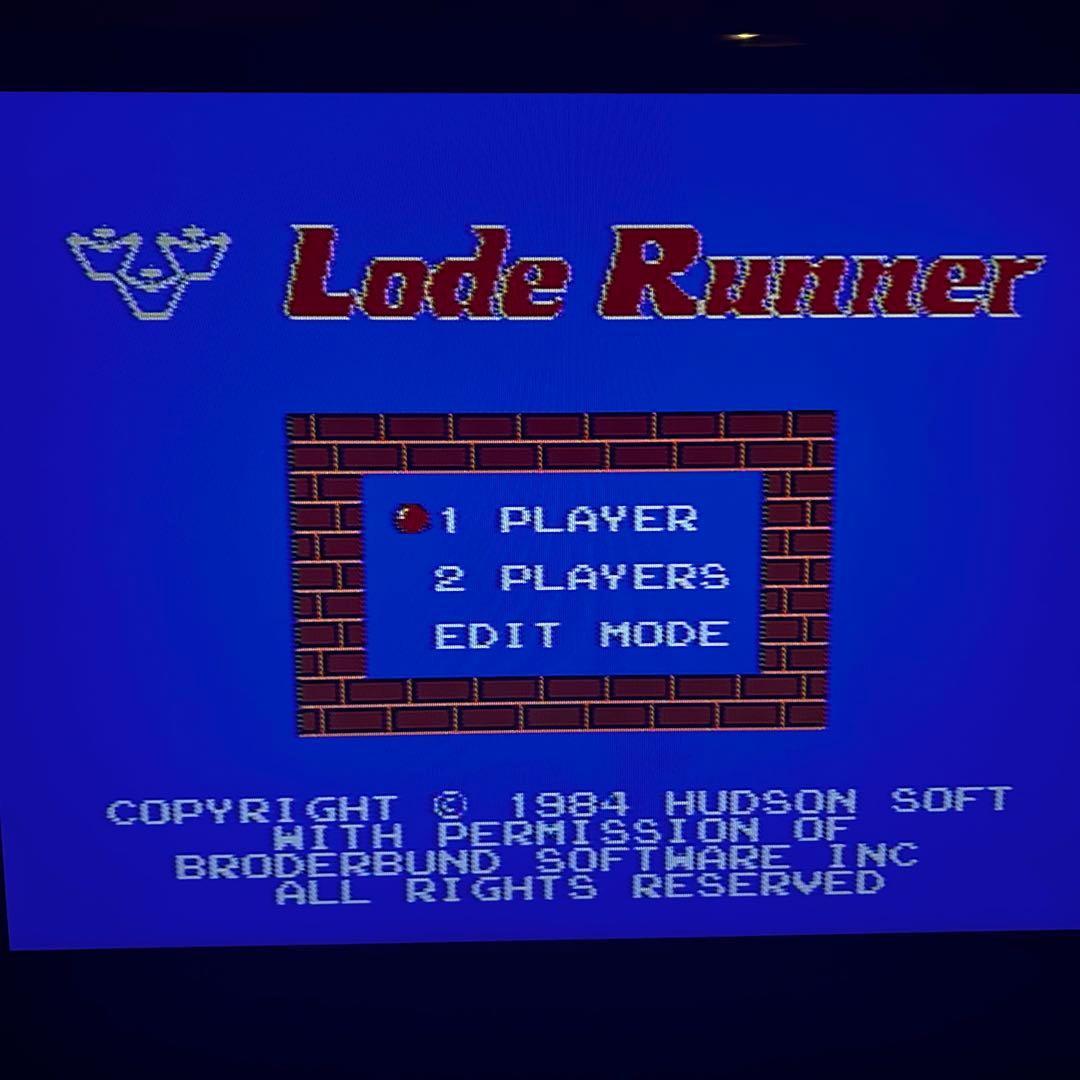 Lode Runner
1 PLAYER
2 PLAYERS
EDIT MODE
COPYRIGHT © 1984 HUDSON SOFT
WITH PERMISSION OF
BRODERBUND SOFTWARE INC
ALL RIGHTS RESERVED